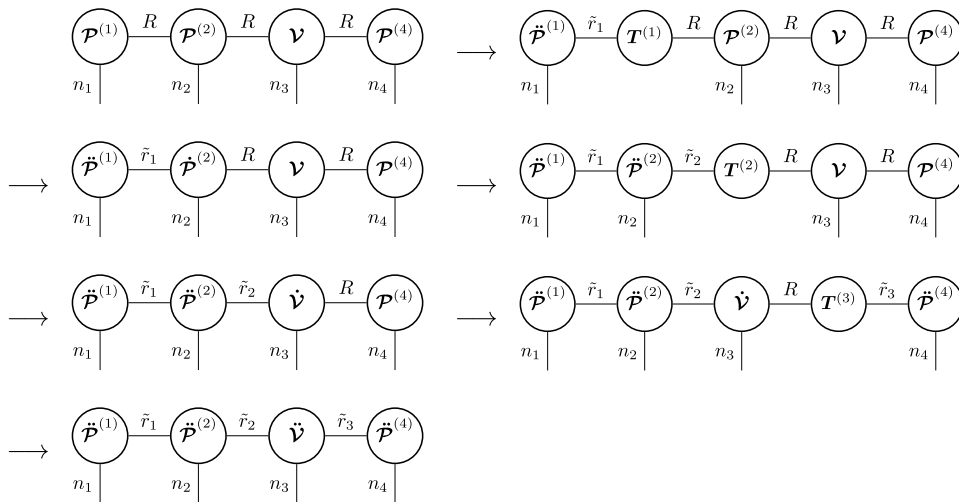 R R R r̃₁ R R R
𝓟⁽¹⁾ 𝓟⁽²⁾ 𝓥 𝓟⁽⁴⁾ ⟶ 𝓟̈⁽¹⁾ 𝑻⁽¹⁾ 𝓟⁽²⁾ 𝓥 𝓟⁽⁴⁾
n₁ n₂ n₃ n₄ n₁ n₂ n₃ n₄
r̃₁ R R r̃₁ r̃₂ R R
⟶ 𝓟̈⁽¹⁾ 𝓟̇⁽²⁾ 𝓥 𝓟⁽⁴⁾ ⟶ 𝓟̈⁽¹⁾ 𝓟̈⁽²⁾ 𝑻⁽²⁾ 𝓥 𝓟⁽⁴⁾
n₁ n₂ n₃ n₄ n₁ n₂ n₃ n₄
r̃₁ r̃₂ R r̃₁ r̃₂ R r̃₃
⟶ 𝓟̈⁽¹⁾ 𝓟̈⁽²⁾ 𝓥̇ 𝓟⁽⁴⁾ ⟶ 𝓟̈⁽¹⁾ 𝓟̈⁽²⁾ 𝓥̇ 𝑻⁽³⁾ 𝓟̈⁽⁴⁾
n₁ n₂ n₃ n₄ n₁ n₂ n₃ n₄
r̃₁ r̃₂ r̃₃
⟶ 𝓟̈⁽¹⁾ 𝓟̈⁽²⁾ 𝓥̈ 𝓟̈⁽⁴⁾
n₁ n₂ n₃ n₄